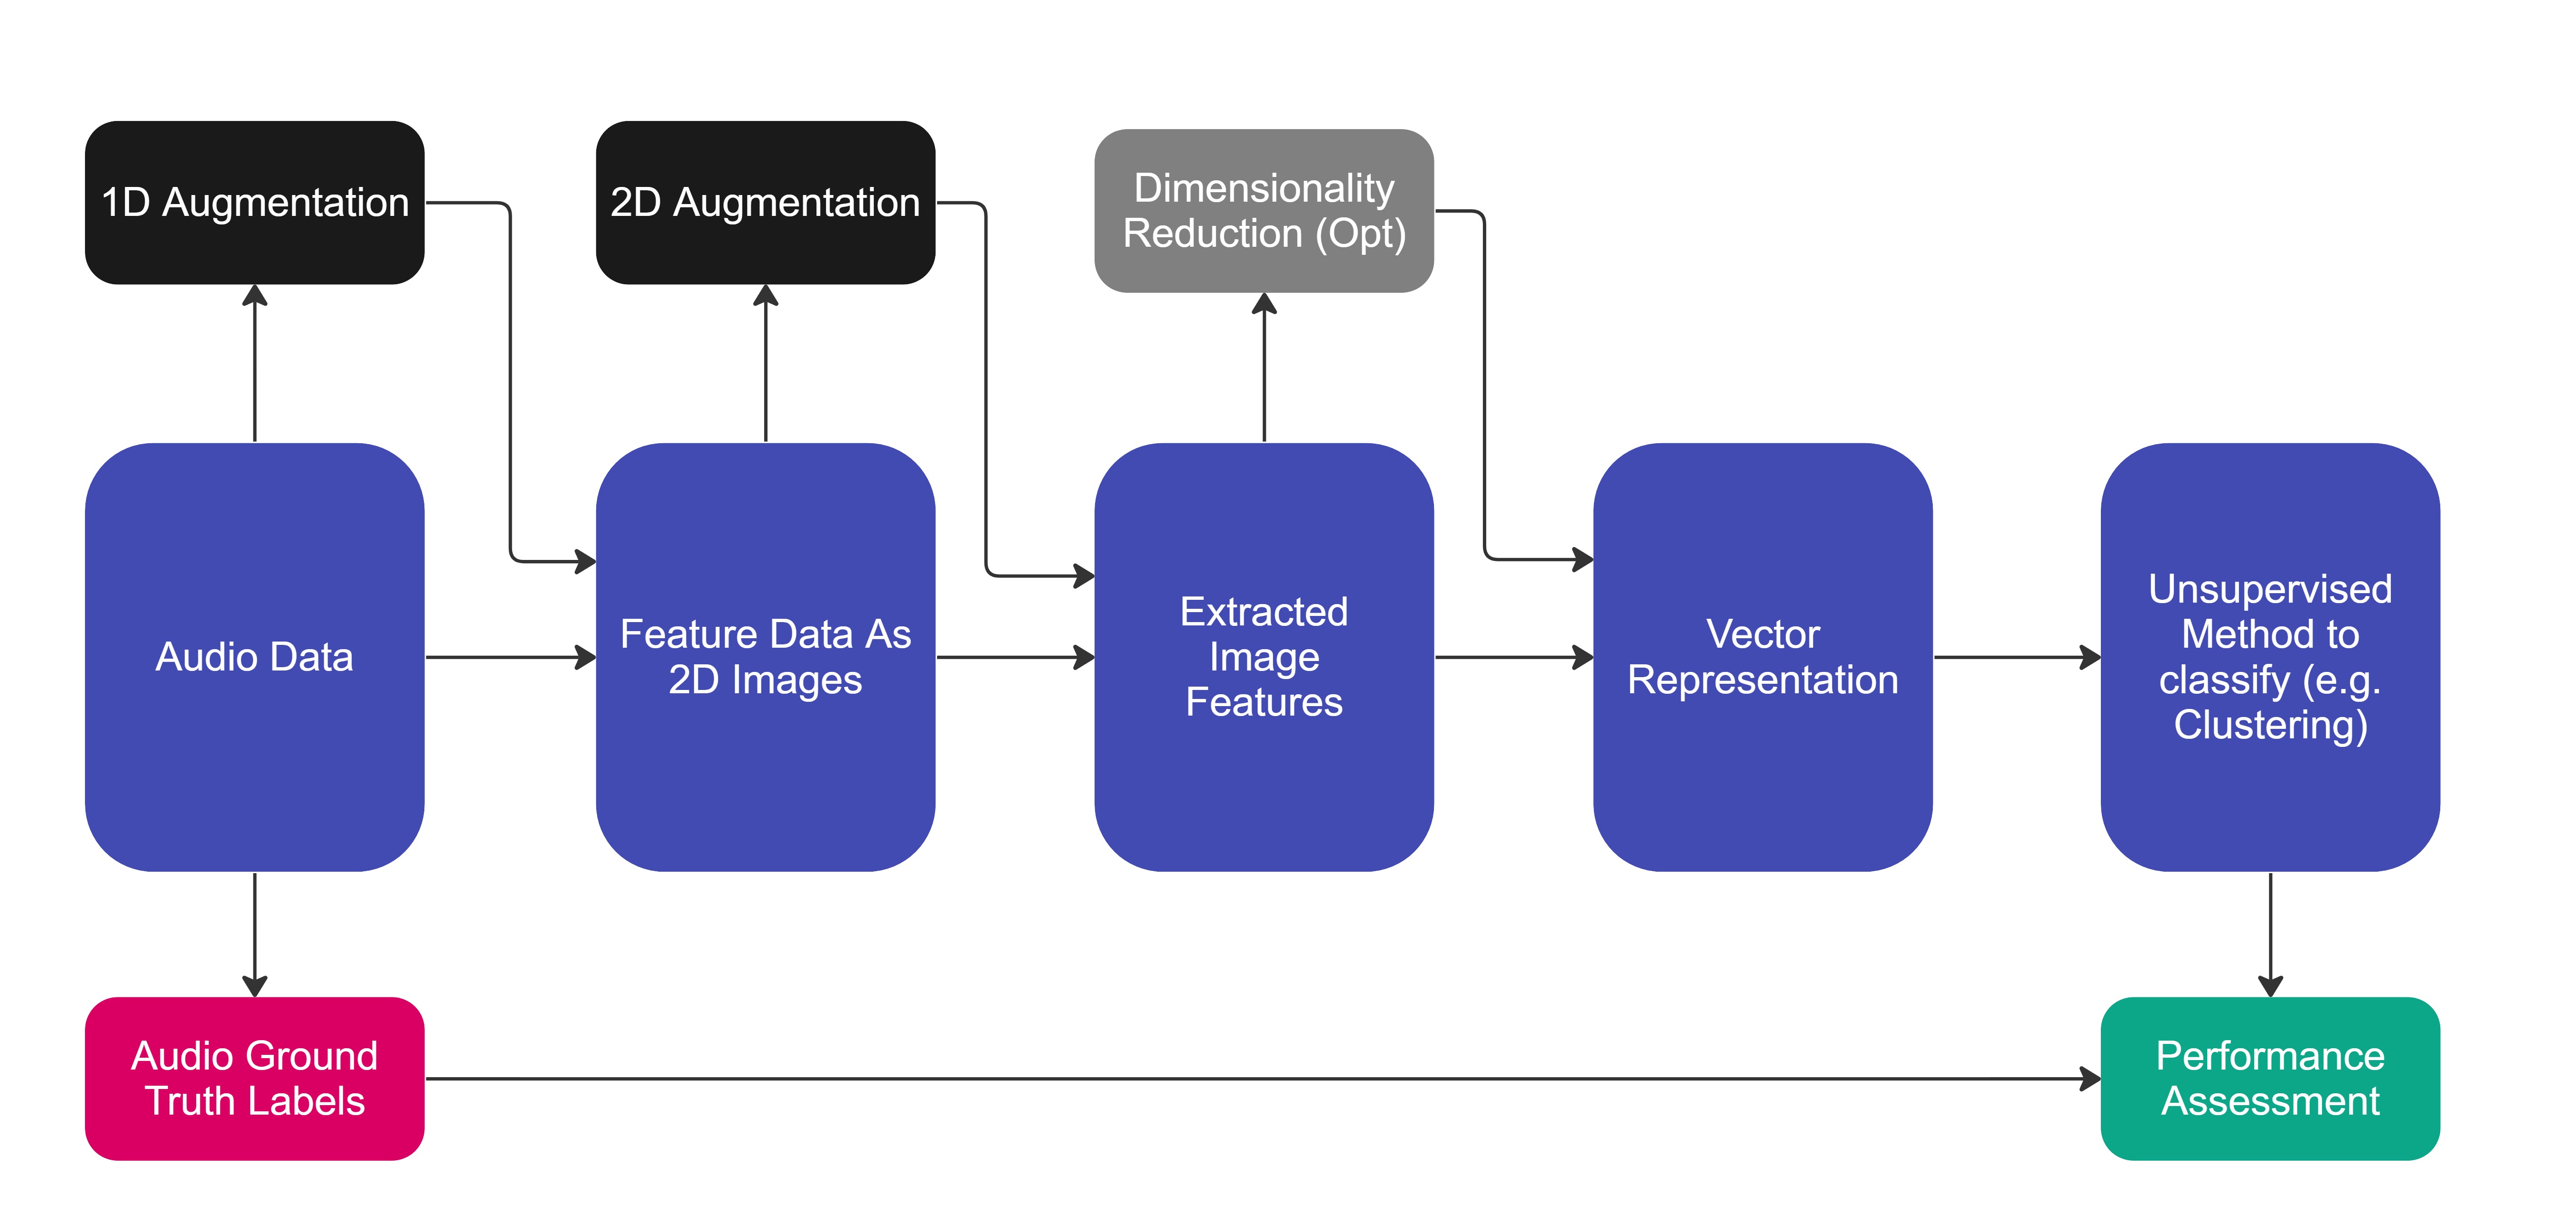 1D Augmentation
2D Augmentation
Dimensionality
Reduction (Opt)
Audio Data
Feature Data As
2D Images
Extracted
Image
Features
Vector
Representation
Unsupervised
Method to
classify (e.g.
Clustering)
Audio Ground
Truth Labels
Performance
Assessment